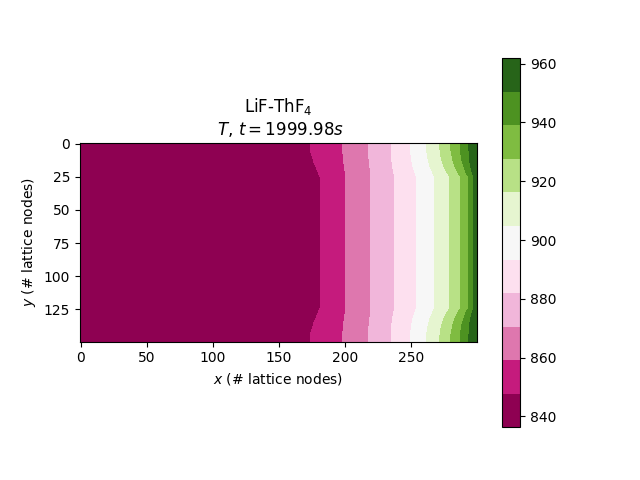 LiF-ThF₄
T, t = 1999.98s
0
25
50
75
100
125
y (# lattice nodes)
0 50 100 150 200 250
x (# lattice nodes)
960
940
920
900
880
860
840